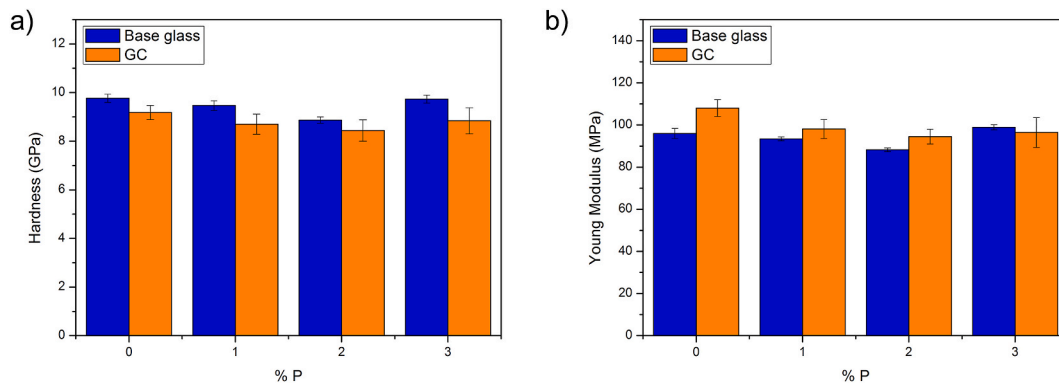 a)
Base glass
GC
12
10
8
6
4
2
0
Hardness (GPa)
0 1 2 3
% P
b)
Base glass
GC
140
120
100
80
60
40
20
0
Young Modulus (MPa)
0 1 2 3
% P